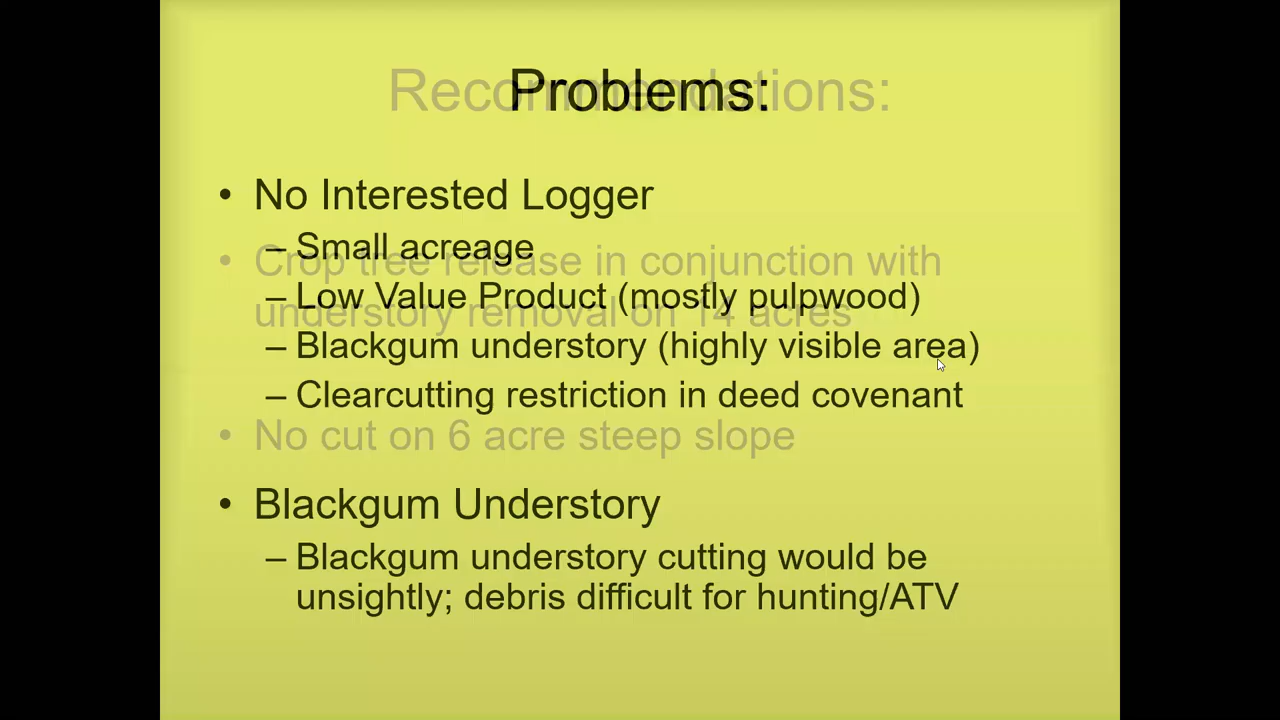 Recommendations:
Problems:
• No Interested Logger
– Small acreage
• Crop tree release in conjunction with
– Low Value Product (mostly pulpwood)
understory removal on 14 acres
– Blackgum understory (highly visible area)
– Clearcutting restriction in deed covenant
• No cut on 6 acre steep slope
• Blackgum Understory
– Blackgum understory cutting would be
unsightly; debris difficult for hunting/ATV